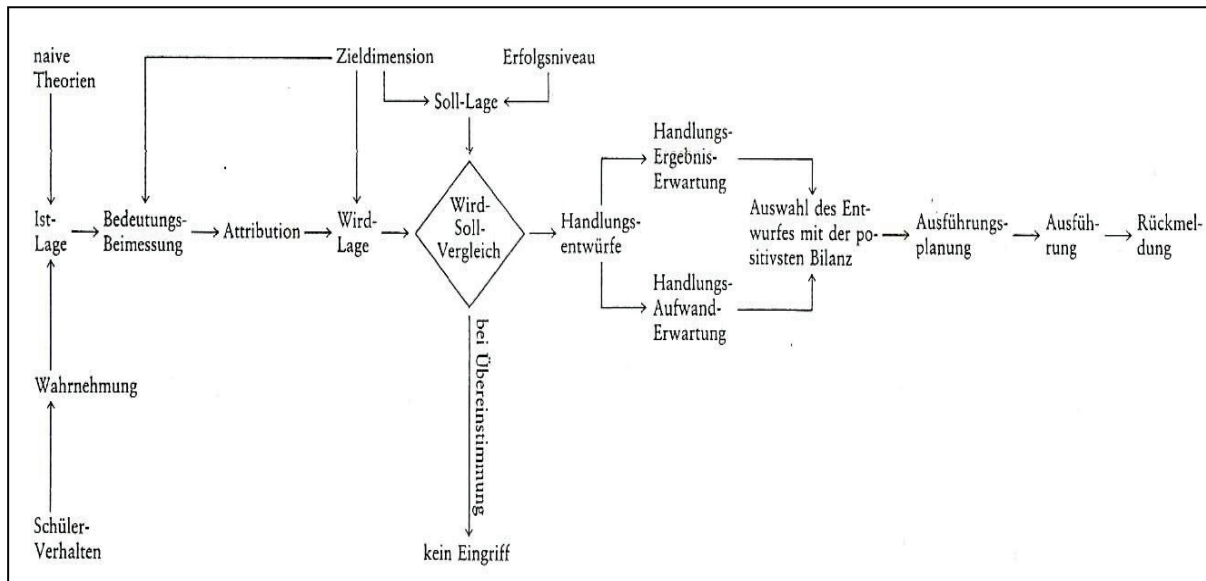 naive
Theorien
Zieldimension
Erfolgsniveau
Soll-Lage
Handlungs-
Ergebnis-
Erwartung
Ist-
Lage
Bedeutungs-
Beimessung
Attribution
Wird-
Lage
Wird-
Soll-
Vergleich
Handlungs-
entwürfe
Auswahl des Ent-
wurfes mit der po-
sitivsten Bilanz
Ausführungs-
planung
Ausfüh-
rung
Rückmel-
dung
Handlungs-
Aufwand-
Erwartung
bei Übereinstimmung
Wahrnehmung
Schüler-
Verhalten
kein Eingriff